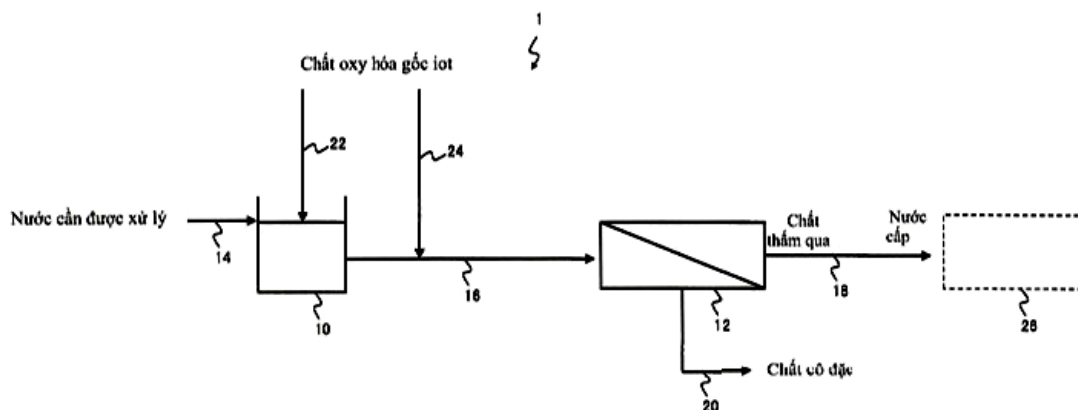 1
Chất oxy hóa gốc iot
22
24
Nước cần được xử lý
14
10
16
Chất
thấm qua
Nước
cấp
18
12
26
Chất cô đặc
20